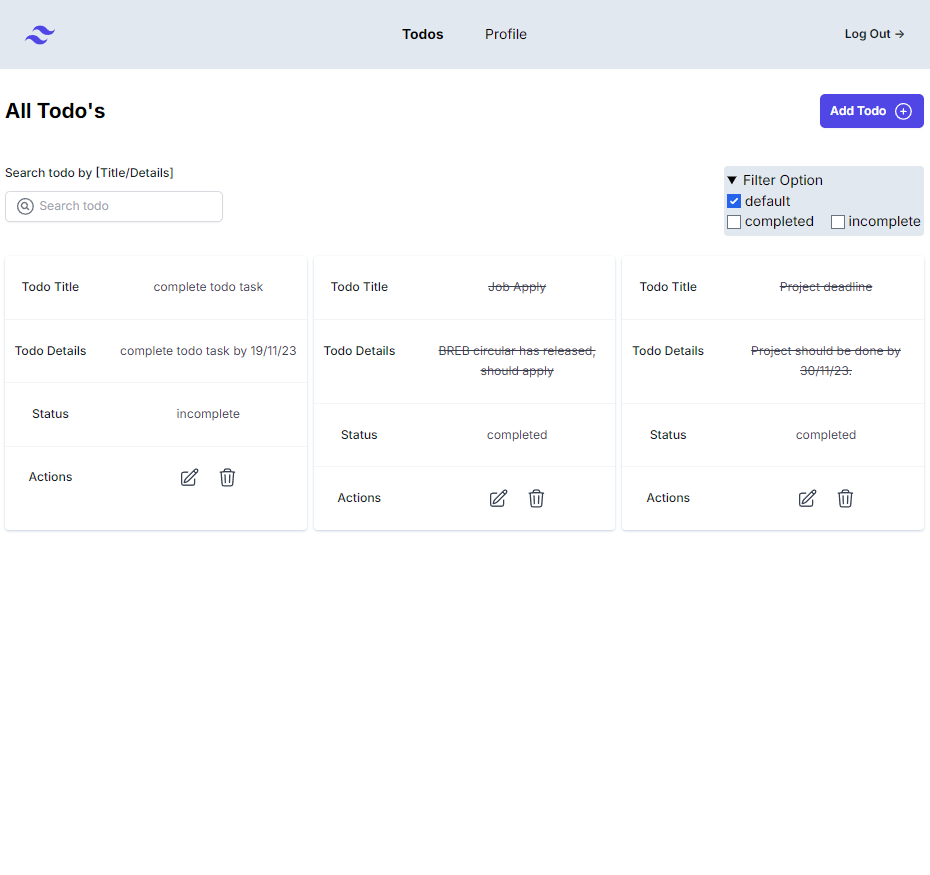 Todos Profile Log Out →
All Todo's
Add Todo
Search todo by [Title/Details]
Search todo
▼ Filter Option
default
completed incomplete
Todo Title complete todo task
Todo Details complete todo task by 19/11/23
Status incomplete
Actions
Todo Title Job Apply
Todo Details BREB circular has released,
should apply
Status completed
Actions
Todo Title Project deadline
Todo Details Project should be done by
30/11/23.
Status completed
Actions